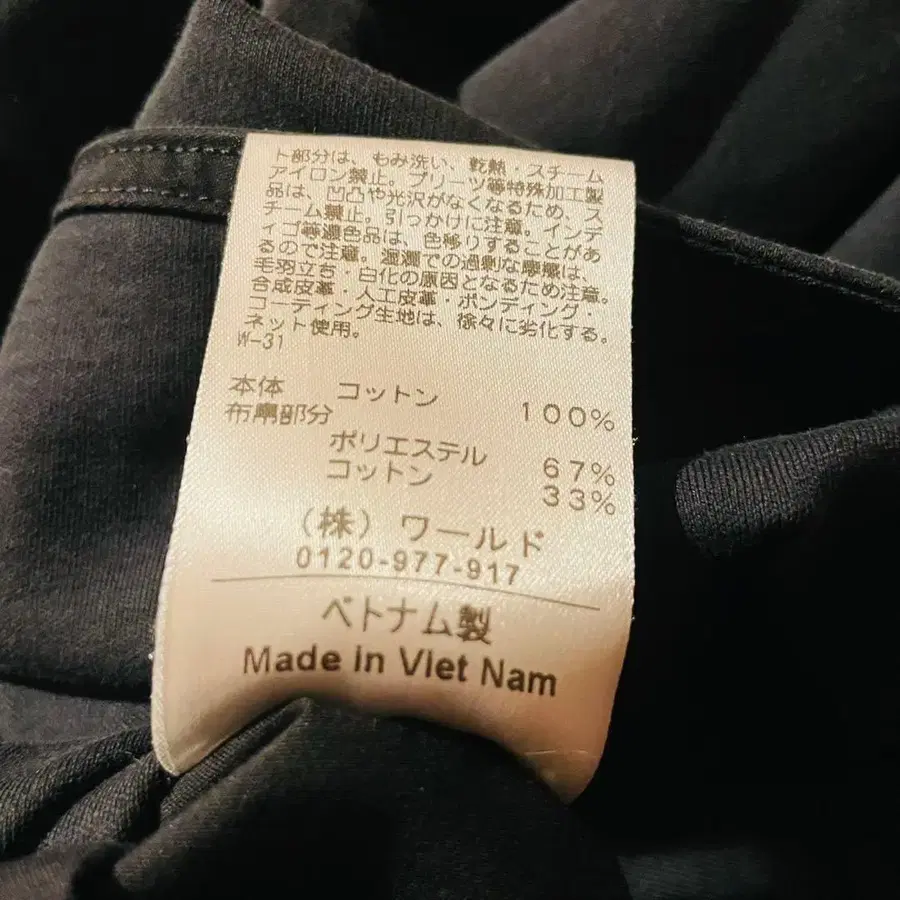 ト部分は、もみ洗い、乾熱・スチーム
アイロン禁止。プリーツ等特殊加工製
品は、凹凸や光沢がなくなるため、ス
チーム禁止。引っかけに注意。インデ
ィゴ等濃色品は、色移りすることがあ
るので注意。湿潤での過剰な摩擦は、
毛羽立ち・白化の原因となるため注意。
合成皮革・人工皮革・ボンディング・
コーティング生地は、徐々に劣化する。
ネット使用。
W-31
本体 コットン 100%
布帛部分
ポリエステル 67%
コットン 33%
(株) ワールド
0120-977-917
ベトナム製
Made in Viet Nam